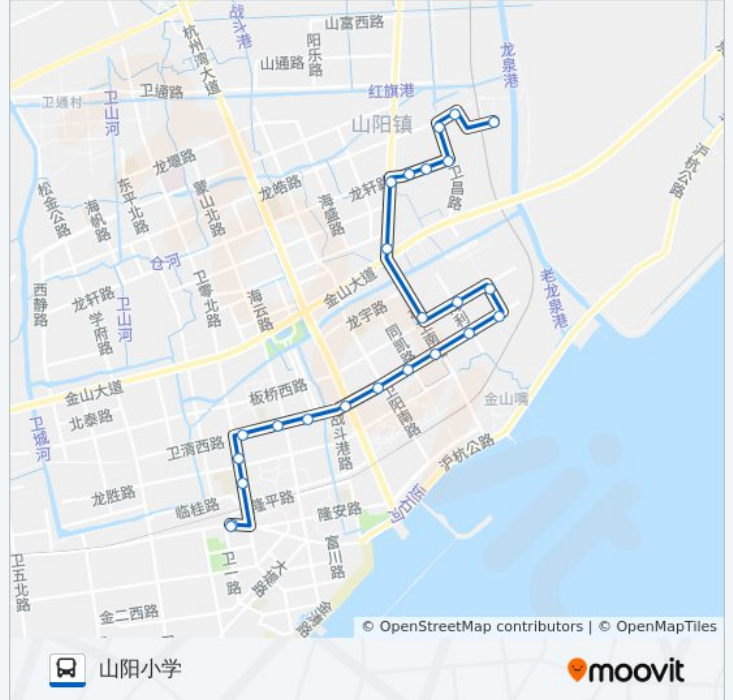 战斗港
山富西路
杭州湾大道
阳乐路
龙泉港
山通路
卫通路
红旗港
卫通村
卫山河
山阳镇
沪杭公路
龙堰路
龙皓路
龙轩路
卫昌路
松金公路
东平北路
蒙山北路
海盛路
海帆路
仓河
金山大道
老龙泉港
西静路
龙轩路
卫山河
学府路
卫零北路
海云路
龙宇路
同凯路
南
利
金山大道
板桥西路
卫阳南路
金山嘴
北泰路
卫城河
卫清西路
战斗港路
沪杭公路
龙胜路
临桂路
隆平路
隆安路
卫五北路
卫一路
大堤路
富川路
金二西路
© OpenStreetMap contributors | © OpenMapTiles
山阳小学
moovit